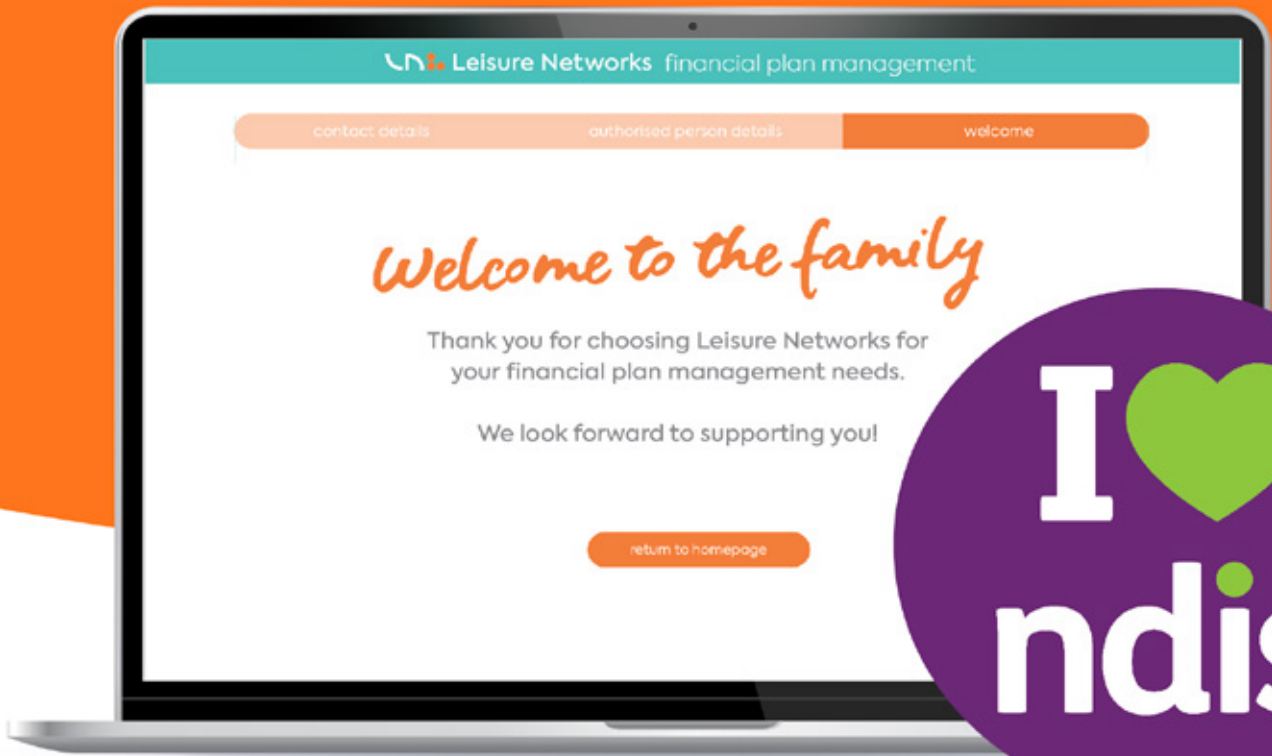 Leisure Networks financial plan management
contact details authorised person details welcome
Welcome to the family
Thank you for choosing Leisure Networks for
your financial plan management needs.
We look forward to supporting you!
return to homepage
I
ndis